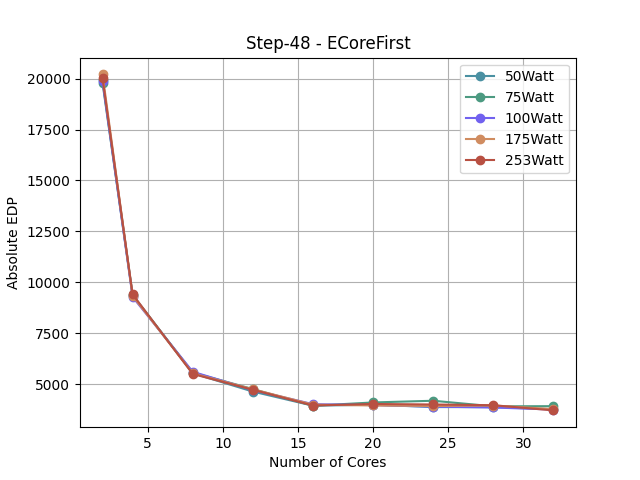 Step-48 - ECoreFirst
50Watt
75Watt
100Watt
175Watt
253Watt
Absolute EDP
20000
17500
15000
12500
10000
7500
5000
5 10 15 20 25 30
Number of Cores